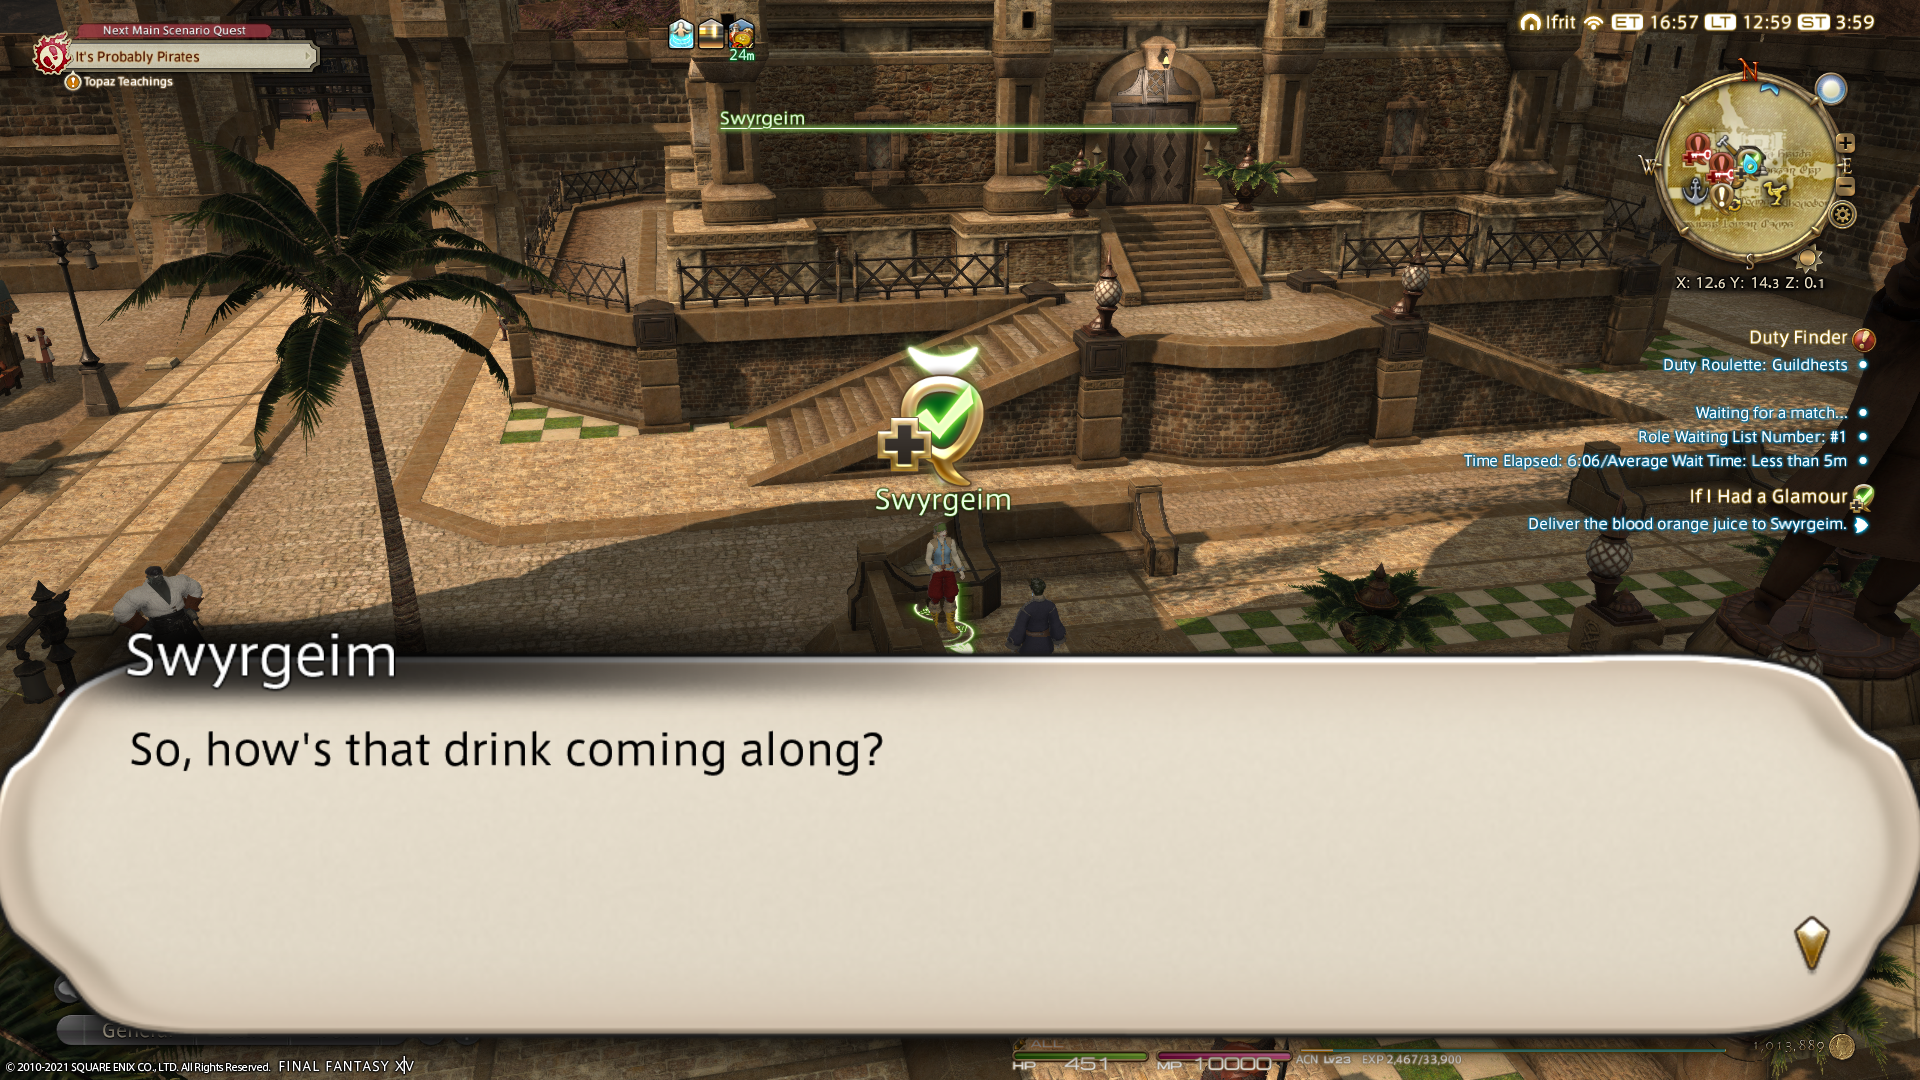 Next Main Scenario Quest
It's Probably Pirates
Topaz Teachings
24m
Ifrit ET 16:57 LT 12:59 ST 3:59
Swyrgeim
N
W
E
S
X: 12.6 Y: 14.3 Z: 0.1
Duty Finder
Duty Roulette: Guildhests
Waiting for a match...
Role Waiting List Number: #1
Time Elapsed: 6:06/Average Wait Time: Less than 5m
If I Had a Glamour
Deliver the blood orange juice to Swyrgeim.
Swyrgeim
Swyrgeim
So, how's that drink coming along?
ALL
HP 451 MP 10000 ACN Lv23 EXP 2,467/33,900
1,013,889
© 2010-2021 SQUARE ENIX CO., LTD. All Rights Reserved. FINAL FANTASY XIV